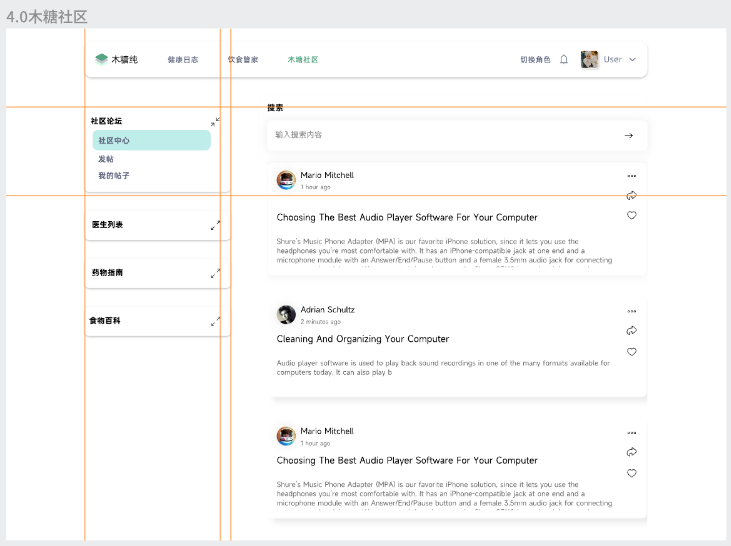 4.0木糖社区
木糖纯
健康日志
饮食管家
木糖社区
切换角色
User
社区论坛
社区中心
发帖
我的帖子
医生列表
药物指南
食物百科
搜索
输入搜索内容
Mario Mitchell
1 hour ago
Choosing The Best Audio Player Software For Your Computer
Shure's Music Phone Adapter (MPA) is our favorite iPhone solution, since it lets you use the
headphones you're most comfortable with. It has an iPhone-compatible jack at one end and a
microphone module with an Answer/End/Pause button and a female 3.5mm audio jack for connecting
Adrian Schultz
2 minutes ago
Cleaning And Organizing Your Computer
Audio player software is used to play back sound recordings in one of the many formats available for
computers today. It can also play b
Mario Mitchell
1 hour ago
Choosing The Best Audio Player Software For Your Computer
Shure's Music Phone Adapter (MPA) is our favorite iPhone solution, since it lets you use the
headphones you're most comfortable with. It has an iPhone-compatible jack at one end and a
microphone module with an Answer/End/Pause button and a female 3.5mm audio jack for connecting